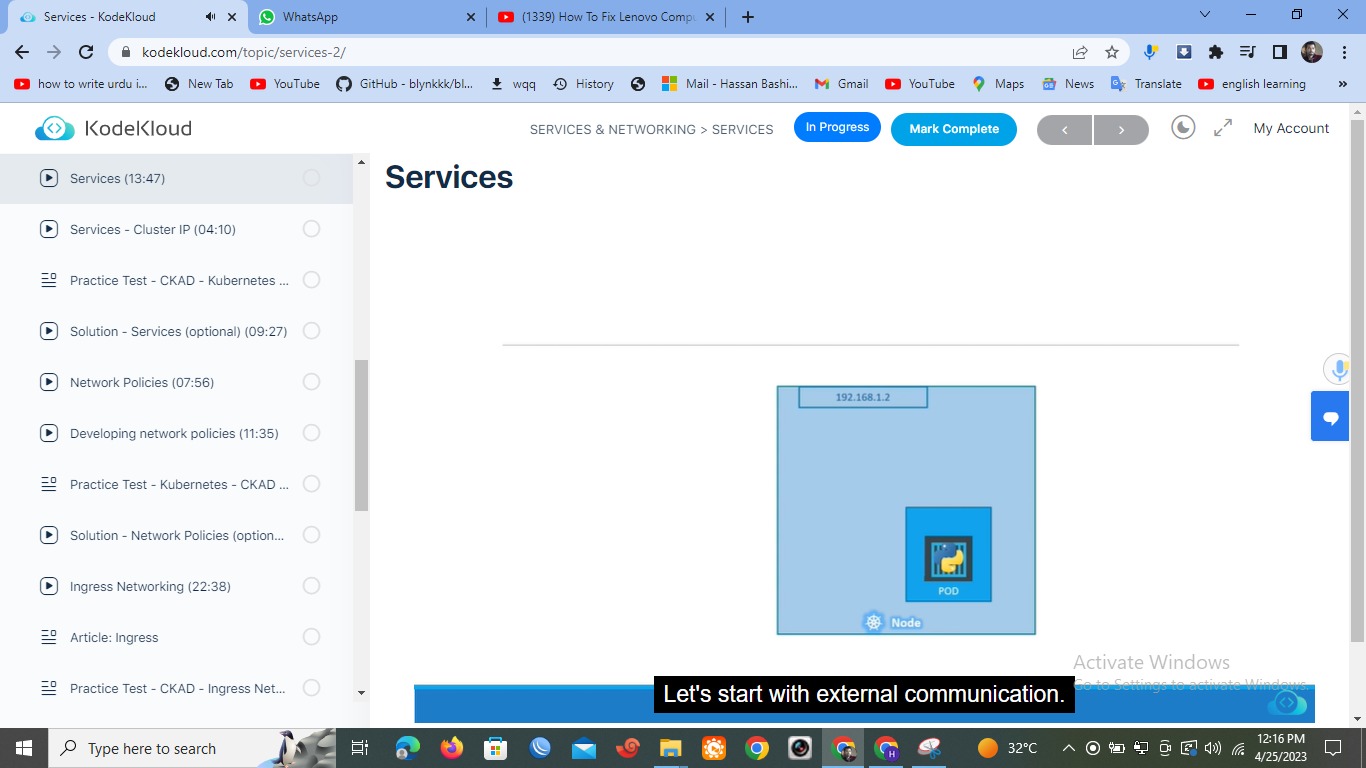 Services - KodeKloud
WhatsApp
(1339) How To Fix Lenovo Compu
kodekloud.com/topic/services-2/
how to write urdu i...
New Tab
YouTube
GitHub - blynkkk/bl...
wqq
History
Mail - Hassan Bashi...
Gmail
YouTube
Maps
News
Translate
english learning
»
KodeKloud
SERVICES & NETWORKING > SERVICES
In Progress
Mark Complete
<
>
My Account
Services (13:47)
Services - Cluster IP (04:10)
Practice Test - CKAD - Kubernetes ...
Solution - Services (optional) (09:27)
Network Policies (07:56)
Developing network policies (11:35)
Practice Test - Kubernetes - CKAD ...
Solution - Network Policies (option...
Ingress Networking (22:38)
Article: Ingress
Practice Test - CKAD - Ingress Net...
Services
192.168.1.2
POD
Node
Let's start with external communication.
Activate Windows
Go to Settings to activate Windows.
Type here to search
32°C
12:16 PM
4/25/2023